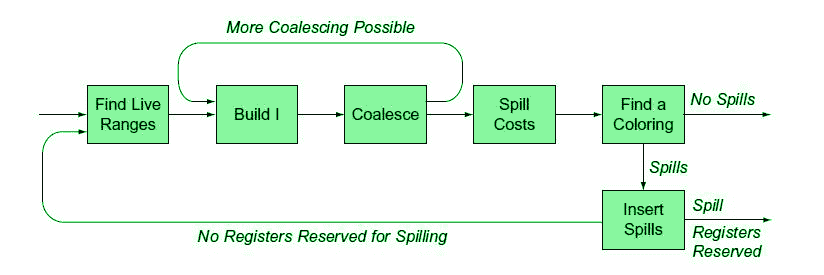 More Coalescing Possible
Find Live
Ranges
Build I
Coalesce
Spill
Costs
Find a
Coloring
No Spills
Spills
Insert
Spills
Spill
Registers
Reserved
No Registers Reserved for Spilling